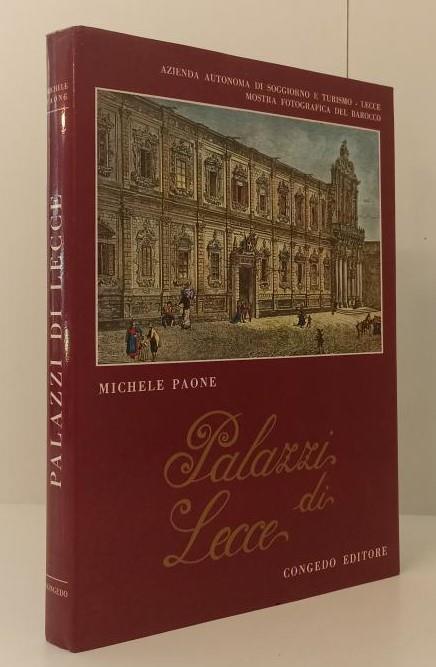 AZIENDA AUTONOMA DI SOGGIORNO E TURISMO - LECCE
MOSTRA FOTOGRAFICA DEL BAROCCO
MICHELE PAONE
Palazzi
di
Lecce
CONGEDO EDITORE
MICHELE
PAONE
PALAZZI DI LECCE
CONGEDO